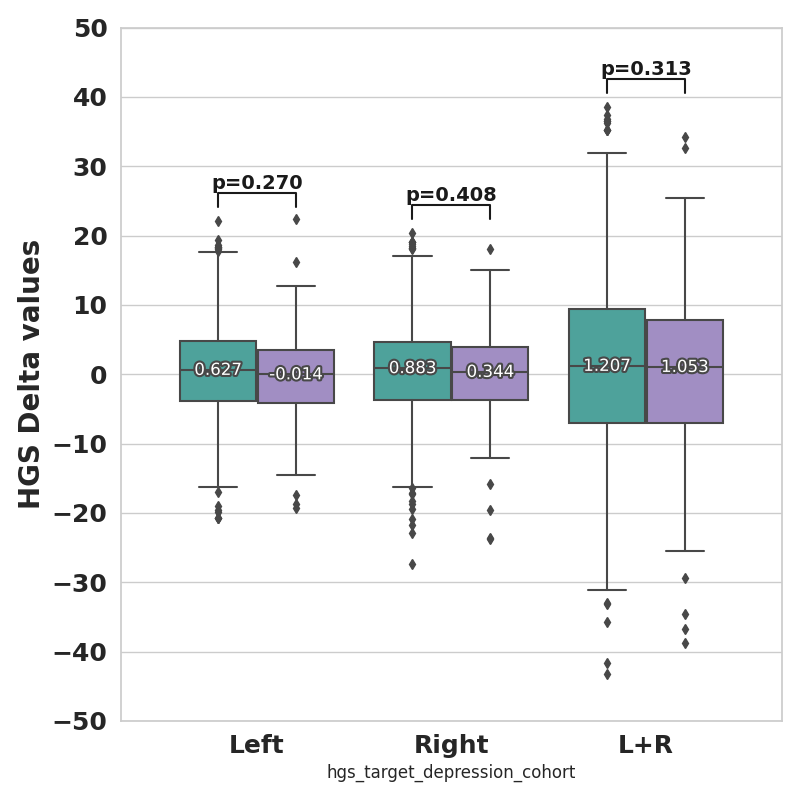 50
40
30
20
10
0
−10
−20
−30
−40
−50
HGS Delta values
p=0.270
p=0.408
p=0.313
0.627
-0.014
0.883
0.344
1.207
1.053
Left
Right
L+R
hgs_target_depression_cohort